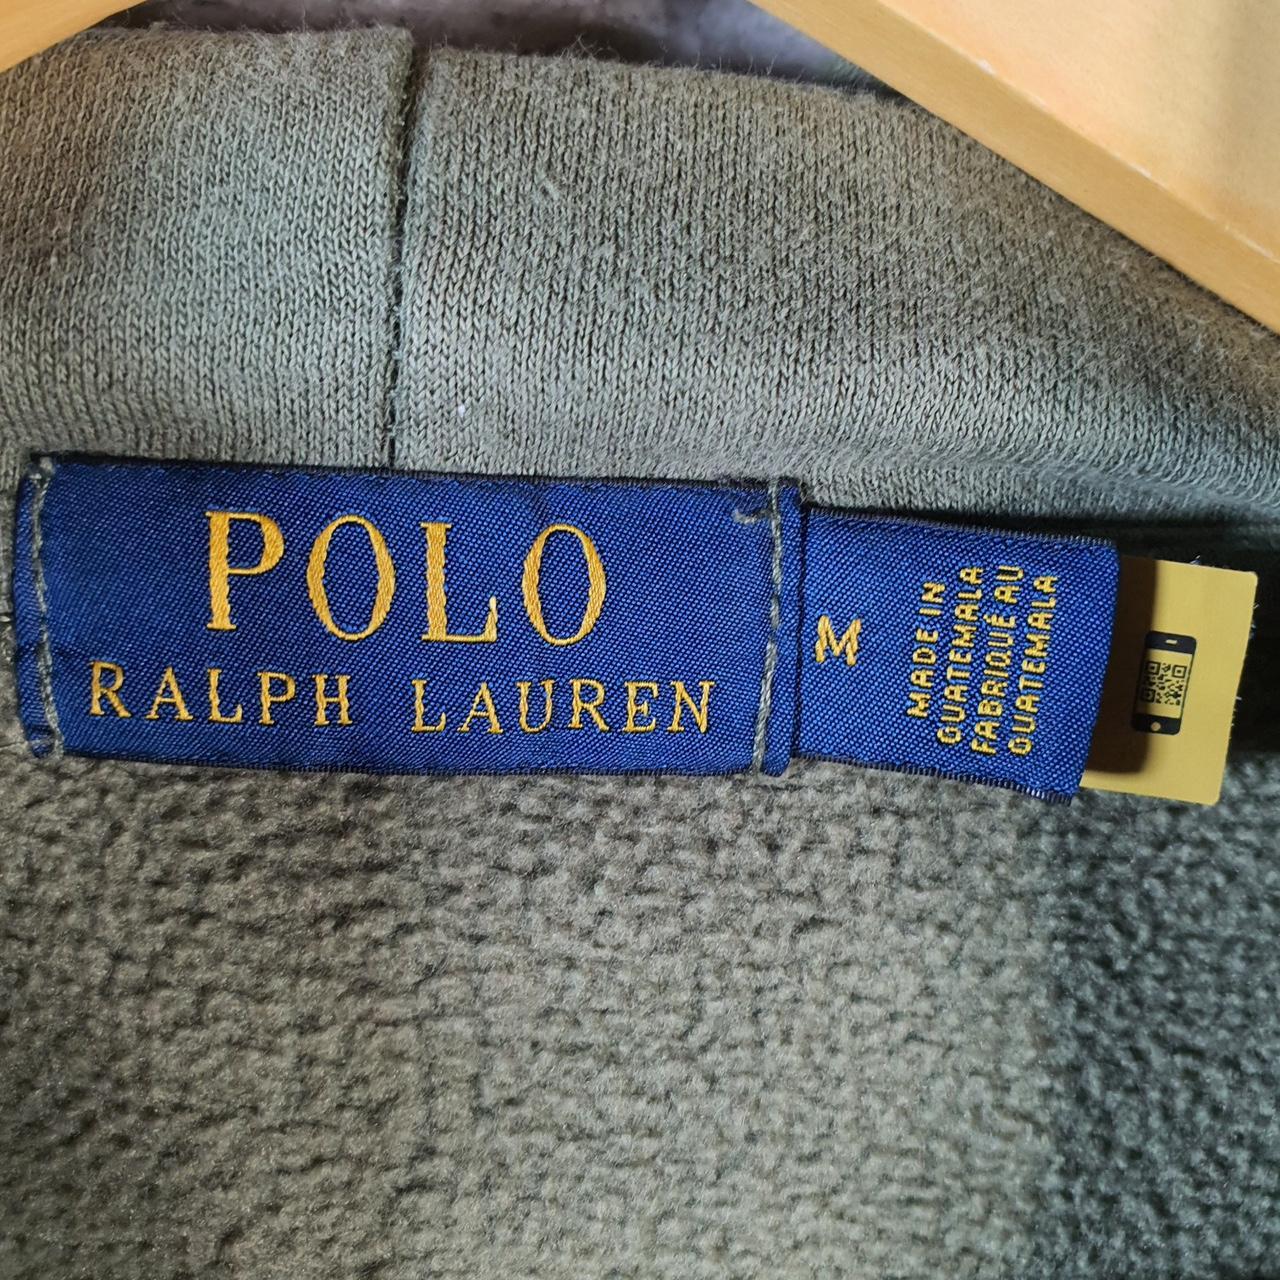 POLO
RALPH LAUREN
M
MADE IN
GUATEMALA
FABRIQUÉ AU
GUATEMALA